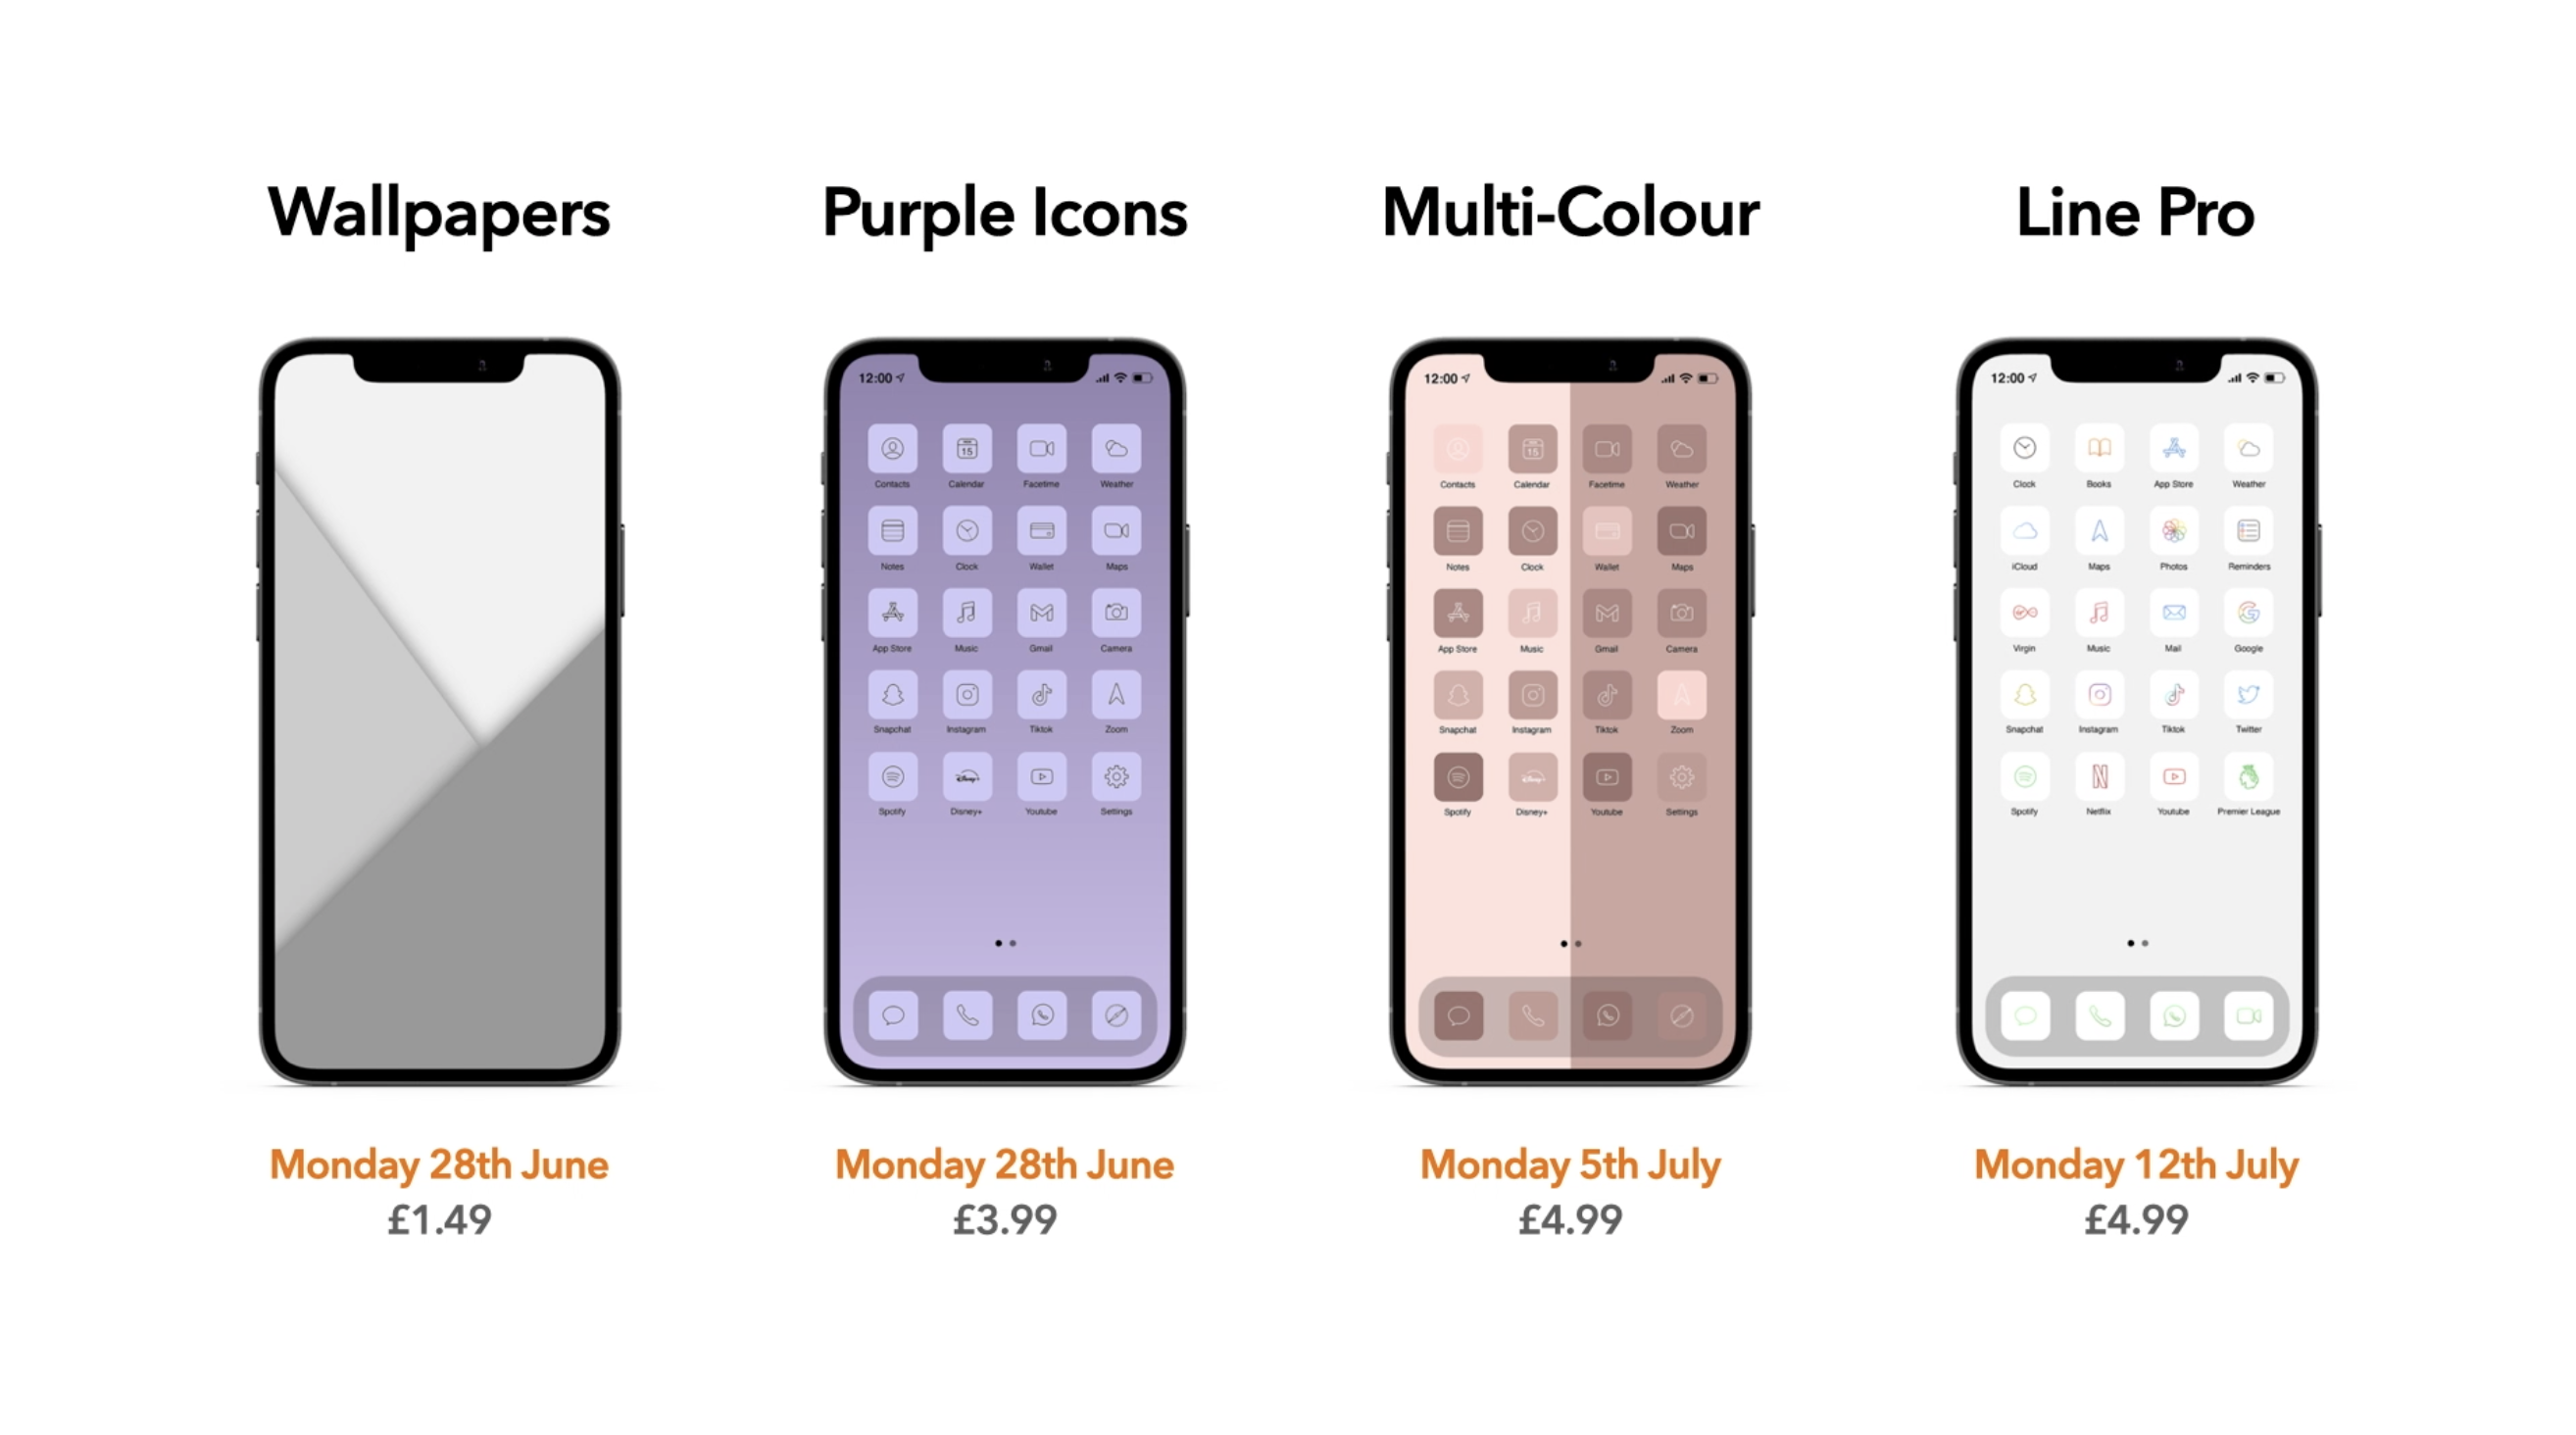 Wallpapers
Purple Icons
Multi-Colour
Line Pro
12:00
15
Contacts Calendar Facetime Weather
Notes Clock Wallet Maps
App Store Music Gmail Camera
Snapchat Instagram Tiktok Zoom
Disney+
Spotify Disney+ Youtube Settings
12:00
15
Contacts Calendar Facetime Weather
Notes Clock Wallet Maps
App Store Music Gmail Camera
Snapchat Instagram Tiktok Zoom
Disney+
Spotify Disney+ Youtube Settings
12:00
Clock Books App Store Weather
iCloud Maps Photos Reminders
Virgin Music Mail Google
Snapchat Instagram Tiktok Twitter
Spotify Netflix Youtube Premier League
Monday 28th June
£1.49
Monday 28th June
£3.99
Monday 5th July
£4.99
Monday 12th July
£4.99